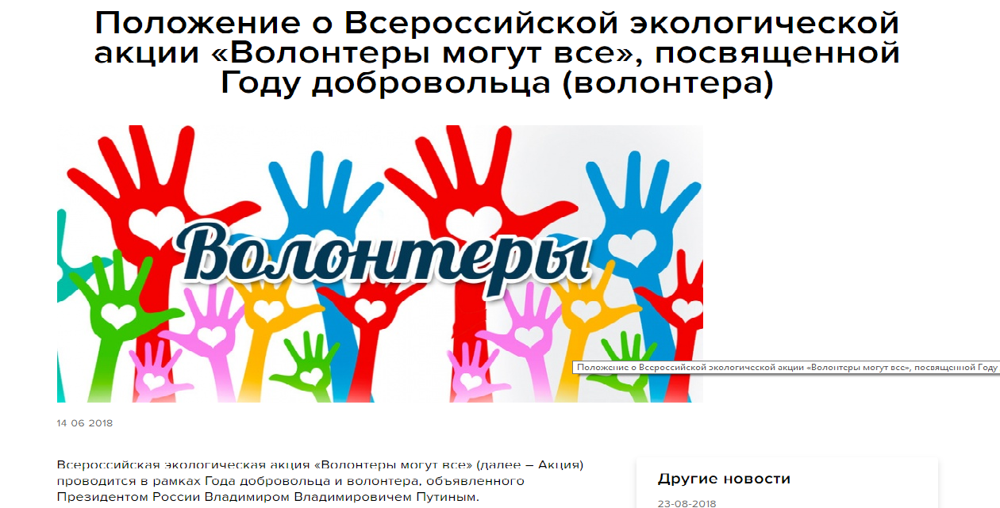 Положение о Всероссийской экологической
акции «Волонтеры могут все», посвященной
Году добровольца (волонтера)
Волонтеры
Положение о Всероссийской экологической акции «Волонтеры могут все», посвященной Году
14 06 2018
Всероссийская экологическая акция «Волонтеры могут все» (далее – Акция)
проводится в рамках Года добровольца и волонтера, объявленного
Президентом России Владимиром Владимировичем Путиным.
Другие новости
23-08-2018